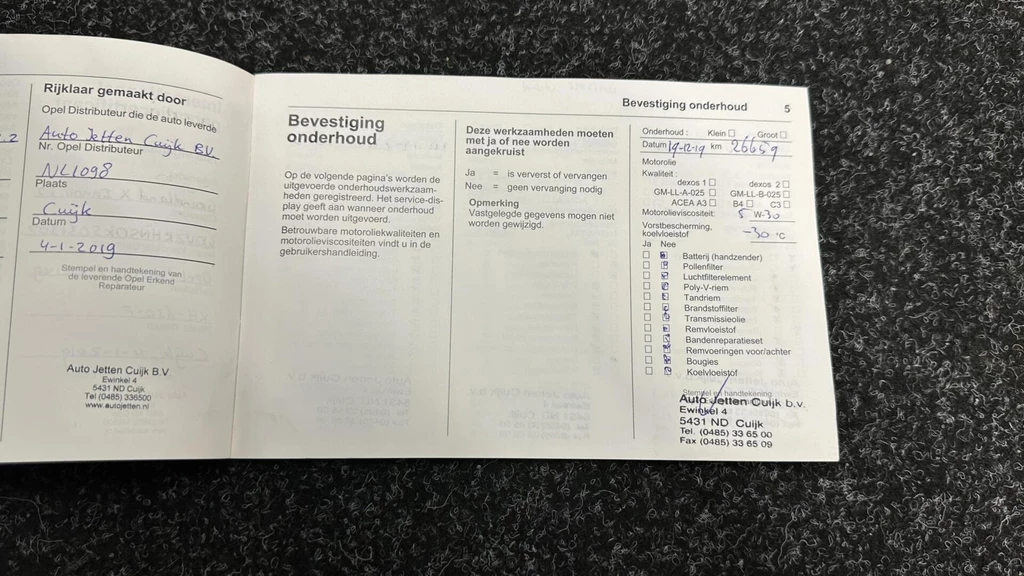 Rijklaar gemaakt door
Opel Distributeur die de auto leverde
Auto Jetten Cuijk B.V.
Nr. Opel Distributeur
NL1098
Plaats
Cuijk
Datum
4-1-2019
Stempel en handtekening van
de leverende Opel Erkend
Reparateur
Auto Jetten Cuijk B.V.
Ewinkel 4
5431 ND Cuijk
Tel (0485) 336500
www.autojetten.nl
Bevestiging
onderhoud
Op de volgende pagina's worden de
uitgevoerde onderhoudswerkzaam-
heden geregistreerd. Het service-dis-
play geeft aan wanneer onderhoud
moet worden uitgevoerd.
Betrouwbare motoroliekwaliteiten en
motorolieviscositeiten vindt u in de
gebruikershandleiding.
Deze werkzaamheden moeten
met ja of nee worden
aangekruist
Ja = is ververst of vervangen
Nee = geen vervanging nodig
Opmerking
Vastgelegde gegevens mogen niet
worden gewijzigd.
Bevestiging onderhoud 5
Onderhoud : Klein Groot
Datum 19-12-19 km 26659
Motorolie
Kwaliteit :
dexos 1 dexos 2
GM-LL-A-025 GM-LL-B-025
ACEA A3 B4 C3
Motorolieviscositeit: 5 W-30
Vorstbescherming,
koelvloeistof -30 °C
Ja Nee
Batterij (handzender)
Pollenfilter
Luchtfilterelement
Poly-V-riem
Tandriem
Brandstoffilter
Transmissieolie
Remvloeistof
Bandenreparatieset
Remvoeringen voor/achter
Bougies
Koelvloeistof
Stempel en handtekening
Auto Jetten Cuijk b.v.
Ewinkel 4
5431 ND Cuijk
Tel. (0485) 33 65 00
Fax (0485) 33 65 09